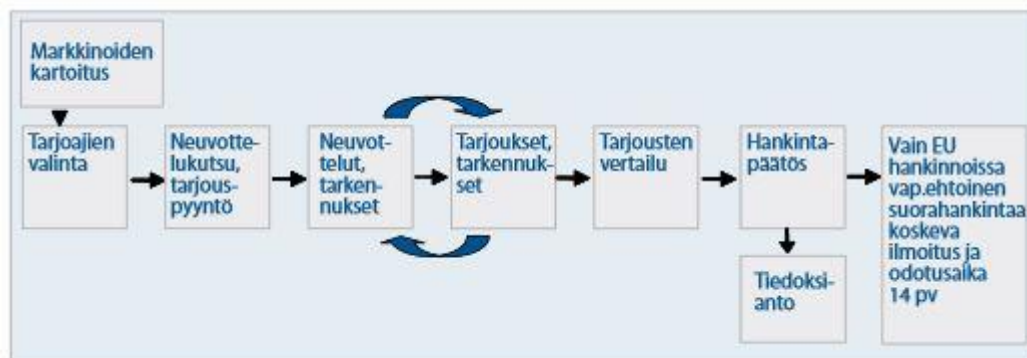 Markkinoiden
kartoitus
Tarjoajien
valinta
Neuvotte-
lukutsu,
tarjous-
pyyntö
Neuvot-
telut,
tarken-
nukset
Tarjoukset,
tarkennuk-
set
Tarjousten
vertailu
Hankinta-
päätös
Tiedoksi-
anto
Vain EU
hankinnoissa
vap.ehtoinen
suorahankintaa
koskeva
ilmoitus ja
odotusaika
14 pv